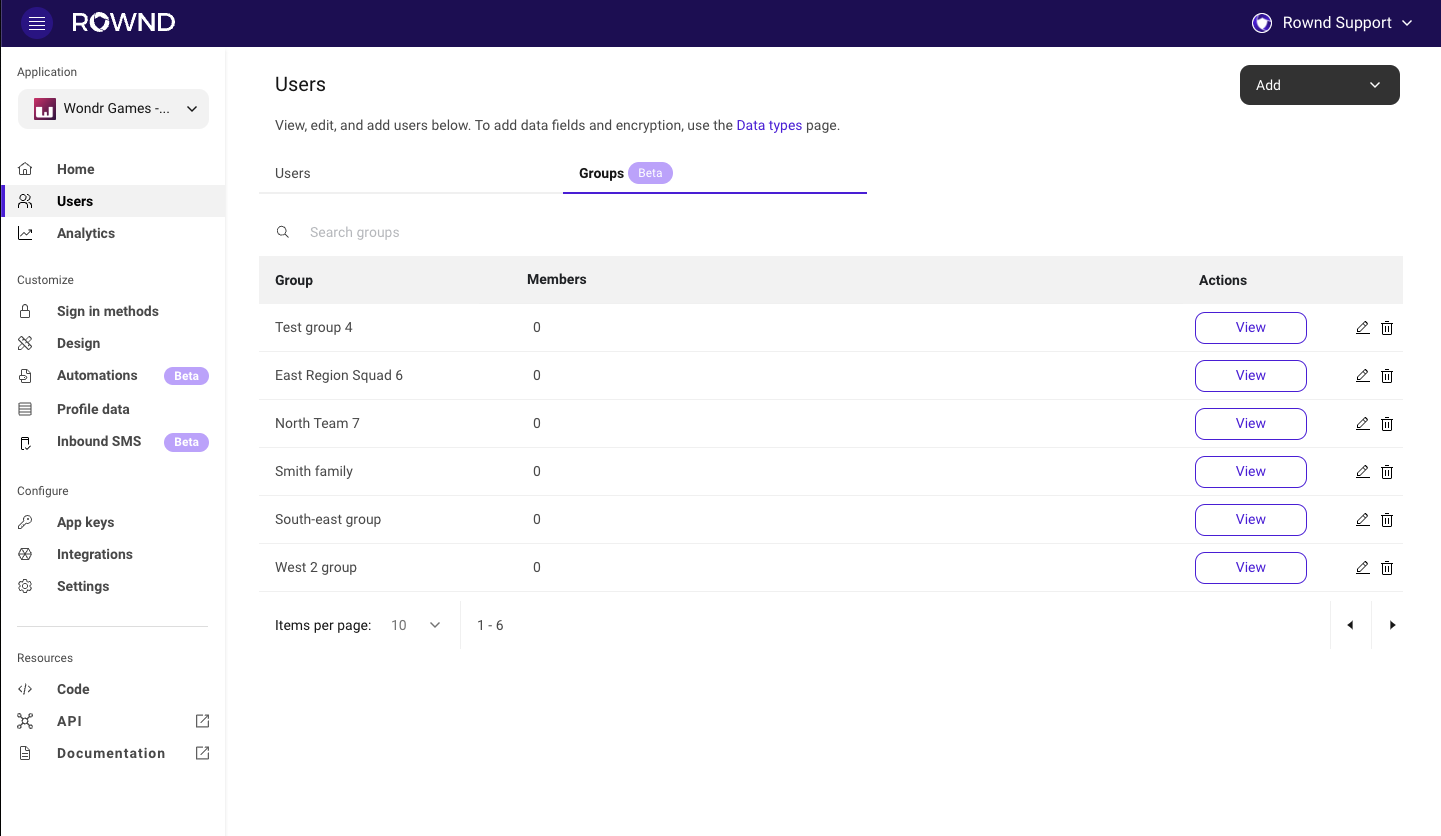 ROWND
Rownd Support
Application
Wondr Games -...
Home
Users
Analytics
Customize
Sign in methods
Design
Automations Beta
Profile data
Inbound SMS Beta
Configure
App keys
Integrations
Settings
Resources
Code
API
Documentation
Users
Add
View, edit, and add users below. To add data fields and encryption, use the Data types page.
Users Groups Beta
Search groups
Group Members Actions
Test group 4 0 View
East Region Squad 6 0 View
North Team 7 0 View
Smith family 0 View
South-east group 0 View
West 2 group 0 View
Items per page: 10 1 - 6